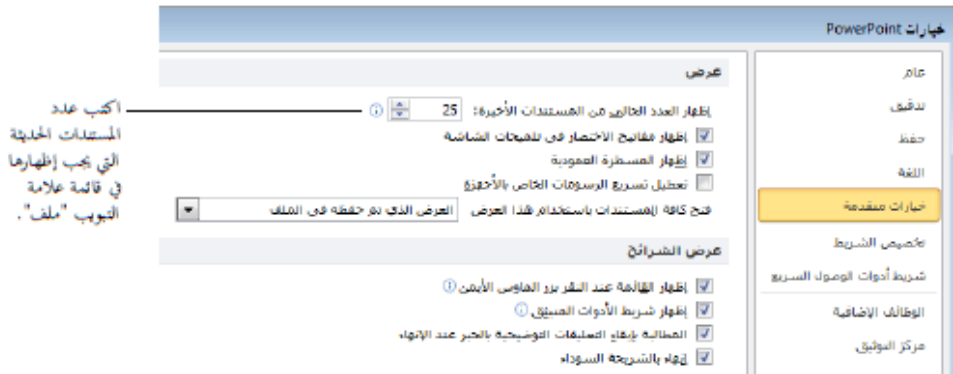 خيارات PowerPoint
عام
تدقيق
حفظ
اللغة
خيارات متقدمة
تخصيص الشريط
شريط أدوات الوصول السريع
الوظائف الإضافية
مركز التوثيق
عرض
إظهار العدد التالي من المستندات الأخيرة: 25
إظهار مفاتيح الاختصار في تلميحات الشاشة
إظهار المسطرة العمودية
تعطيل تسريع الرسومات الخاص بالأجهزة
فتح كافة المستندات باستخدام هذا العرض العرض الذي تم حفظه في الملف
عرض الشرائح
إظهار القائمة عند النقر بزر الماوس الأيمن
إظهار شريط الأدوات المنبثق
المطالبة بإبقاء التعليقات التوضيحية بالحبر عند الإنهاء
إنهاء بالشريحة السوداء
اكتب عدد
المستندات الحديثة
التي يجب إظهارها
في قائمة علامة
التبويب "ملف".